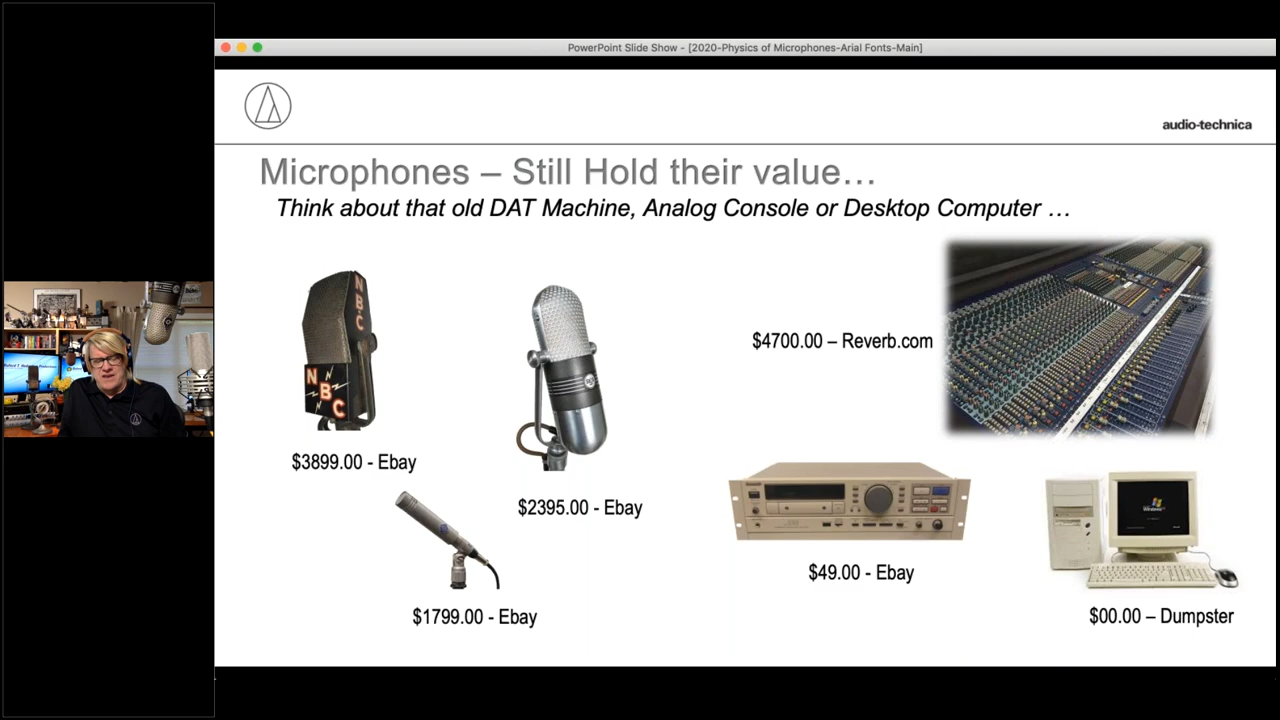 PowerPoint Slide Show - [2020-Physics of Microphones-Arial Fonts-Main]
audio-technica
Microphones – Still Hold their value…
Think about that old DAT Machine, Analog Console or Desktop Computer …
NBC
NBC
$3899.00 - Ebay
$2395.00 - Ebay
$1799.00 - Ebay
$4700.00 – Reverb.com
$49.00 - Ebay
Windows
$00.00 – Dumpster